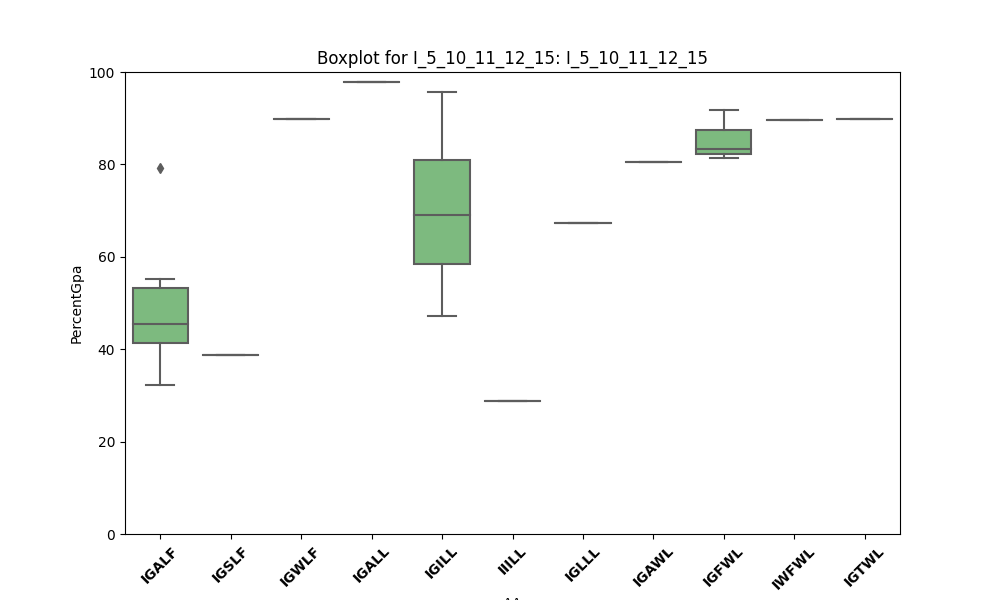 Boxplot for I_5_10_11_12_15: I_5_10_11_12_15
PercentGpa
100
80
60
40
20
0
IGALF
IGSLF
IGWLF
IGALL
IGILL
IIILL
IGLLL
IGAWL
IGFWL
IWFWL
IGTWL